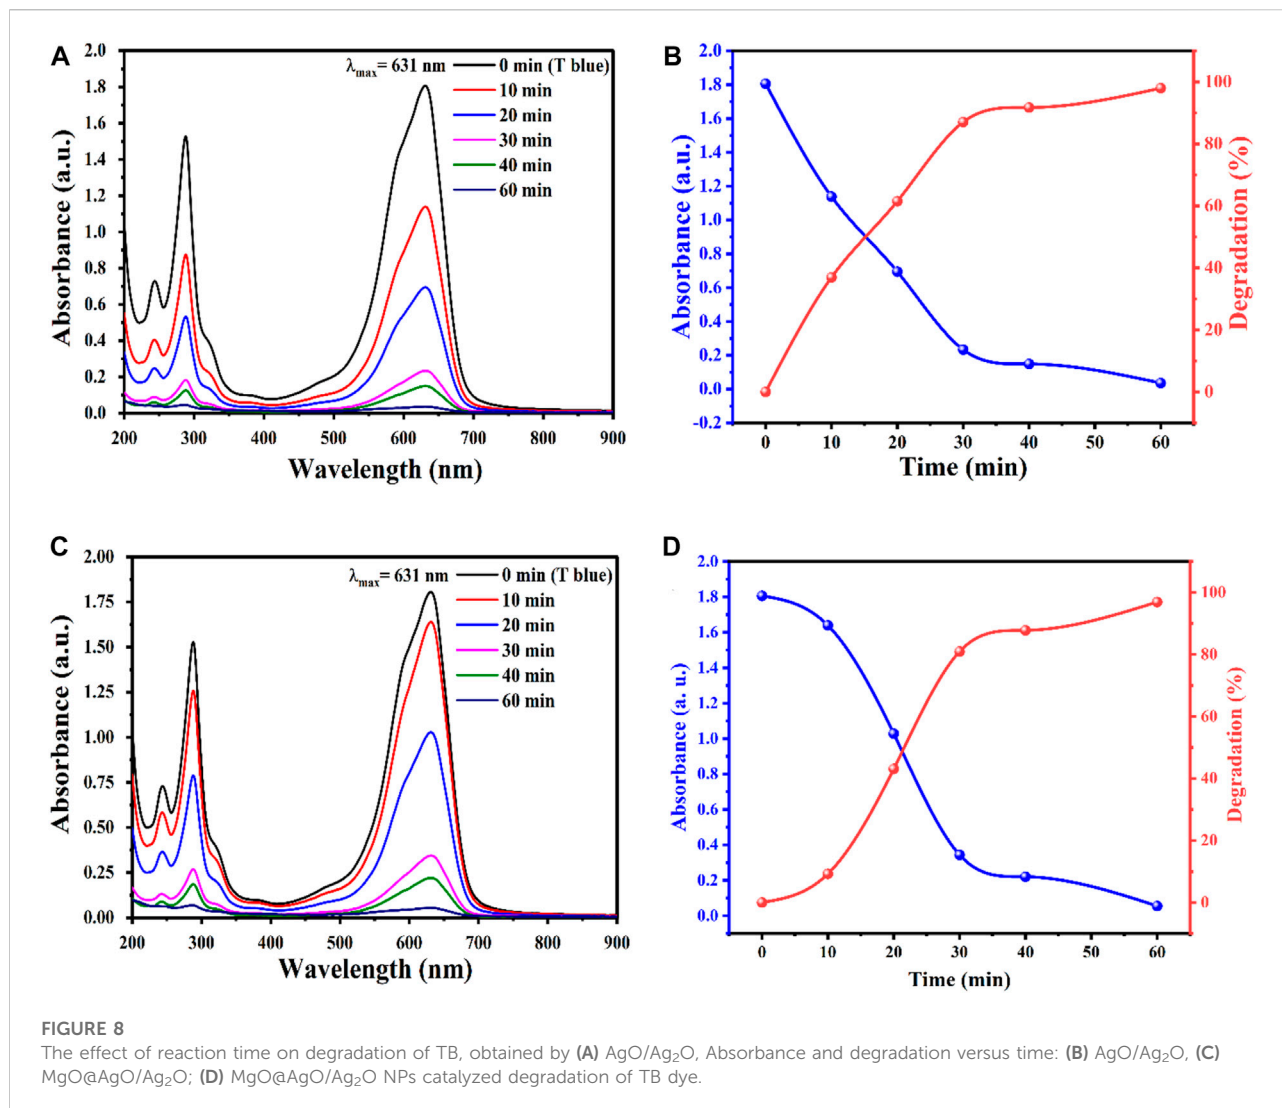 A
2.0
1.8
1.6
1.4
1.2
1.0
0.8
0.6
0.4
0.2
0.0
Absorbance (a.u.)
λmax= 631 nm
0 min (T blue)
10 min
20 min
30 min
40 min
60 min
200 300 400 500 600 700 800 900
Wavelength (nm)
B
2.0
1.8
1.6
1.4
1.2
1.0
0.8
0.6
0.4
0.2
0.0
-0.2
Absorbance (a.u.)
100
80
60
40
20
0
Degradation (%)
0 10 20 30 40 50 60
Time (min)
C
2.00
1.75
1.50
1.25
1.00
0.75
0.50
0.25
0.00
Absorbance (a.u.)
λmax= 631 nm
0 min (T blue)
10 min
20 min
30 min
40 min
60 min
200 300 400 500 600 700 800 900
Wavelength (nm)
D
2.0
1.8
1.6
1.4
1.2
1.0
0.8
0.6
0.4
0.2
0.0
Absorbance (a. u.)
100
80
60
40
20
0
Degradation (%)
0 10 20 30 40 50 60
Time (min)
FIGURE 8
The effect of reaction time on degradation of TB, obtained by (A) AgO/Ag₂O, Absorbance and degradation versus time: (B) AgO/Ag₂O, (C)
MgO@AgO/Ag₂O; (D) MgO@AgO/Ag₂O NPs catalyzed degradation of TB dye.